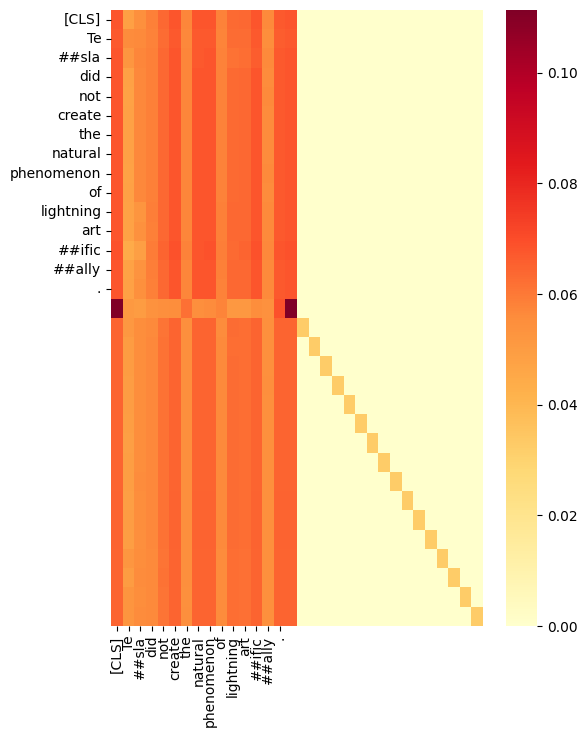 [CLS]
Te
##sla
did
not
create
the
natural
phenomenon
of
lightning
art
##ific
##ally
.
0.10
0.08
0.06
0.04
0.02
0.00
[CLS]
Te
##sla
did
not
create
the
natural
phenomenon
of
lightning
art
##ific
##ally
.